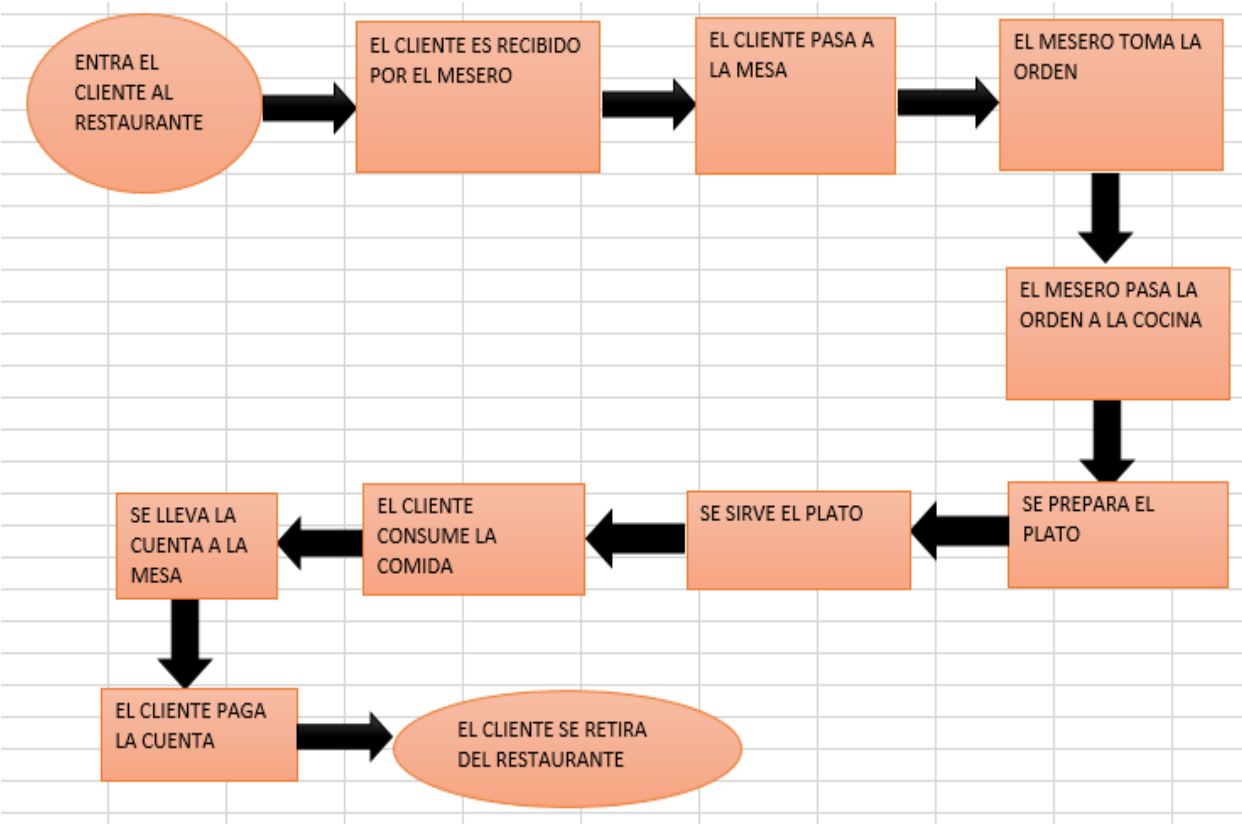 ENTRA EL
CLIENTE AL
RESTAURANTE
EL CLIENTE ES RECIBIDO
POR EL MESERO
EL CLIENTE PASA A
LA MESA
EL MESERO TOMA LA
ORDEN
EL MESERO PASA LA
ORDEN A LA COCINA
SE PREPARA EL
PLATO
SE SIRVE EL PLATO
EL CLIENTE
CONSUME LA
COMIDA
SE LLEVA LA
CUENTA A LA
MESA
EL CLIENTE PAGA
LA CUENTA
EL CLIENTE SE RETIRA
DEL RESTAURANTE